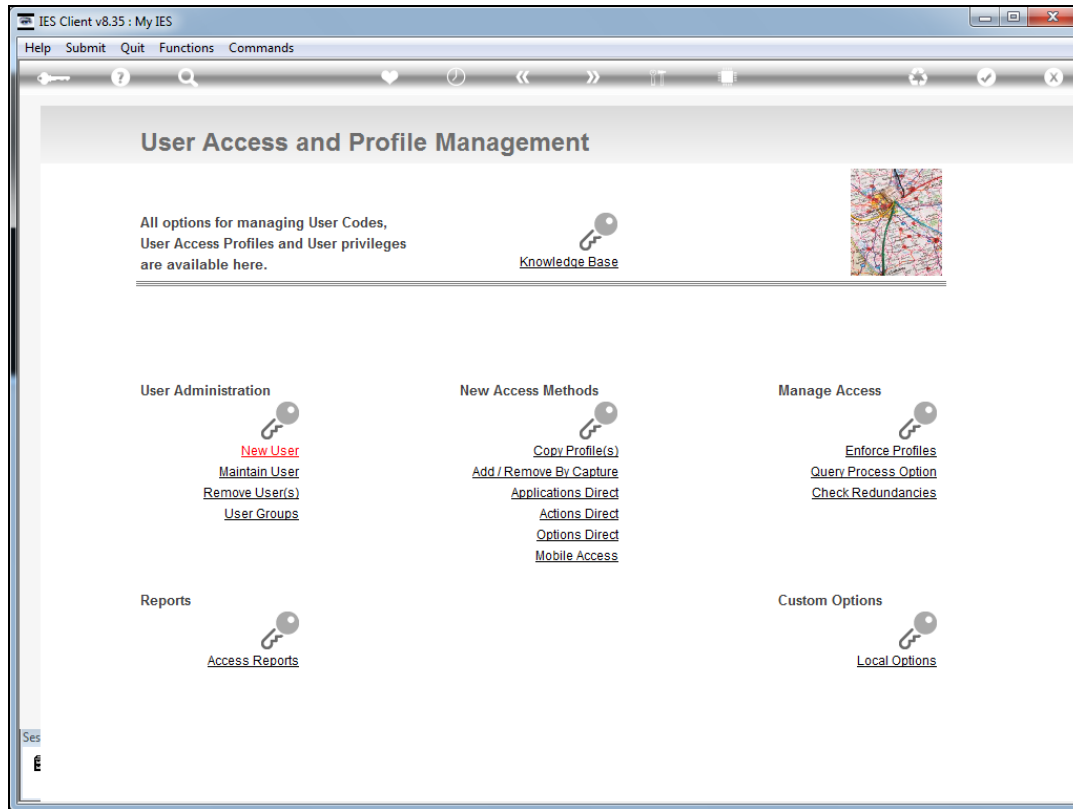 IES Client v8.35 : My IES
Help Submit Quit Functions Commands
User Access and Profile Management
All options for managing User Codes,
User Access Profiles and User privileges
are available here.
Knowledge Base
User Administration
New User
Maintain User
Remove User(s)
User Groups
New Access Methods
Copy Profile(s)
Add / Remove By Capture
Applications Direct
Actions Direct
Options Direct
Mobile Access
Manage Access
Enforce Profiles
Query Process Option
Check Redundancies
Reports
Access Reports
Custom Options
Local Options
Ses